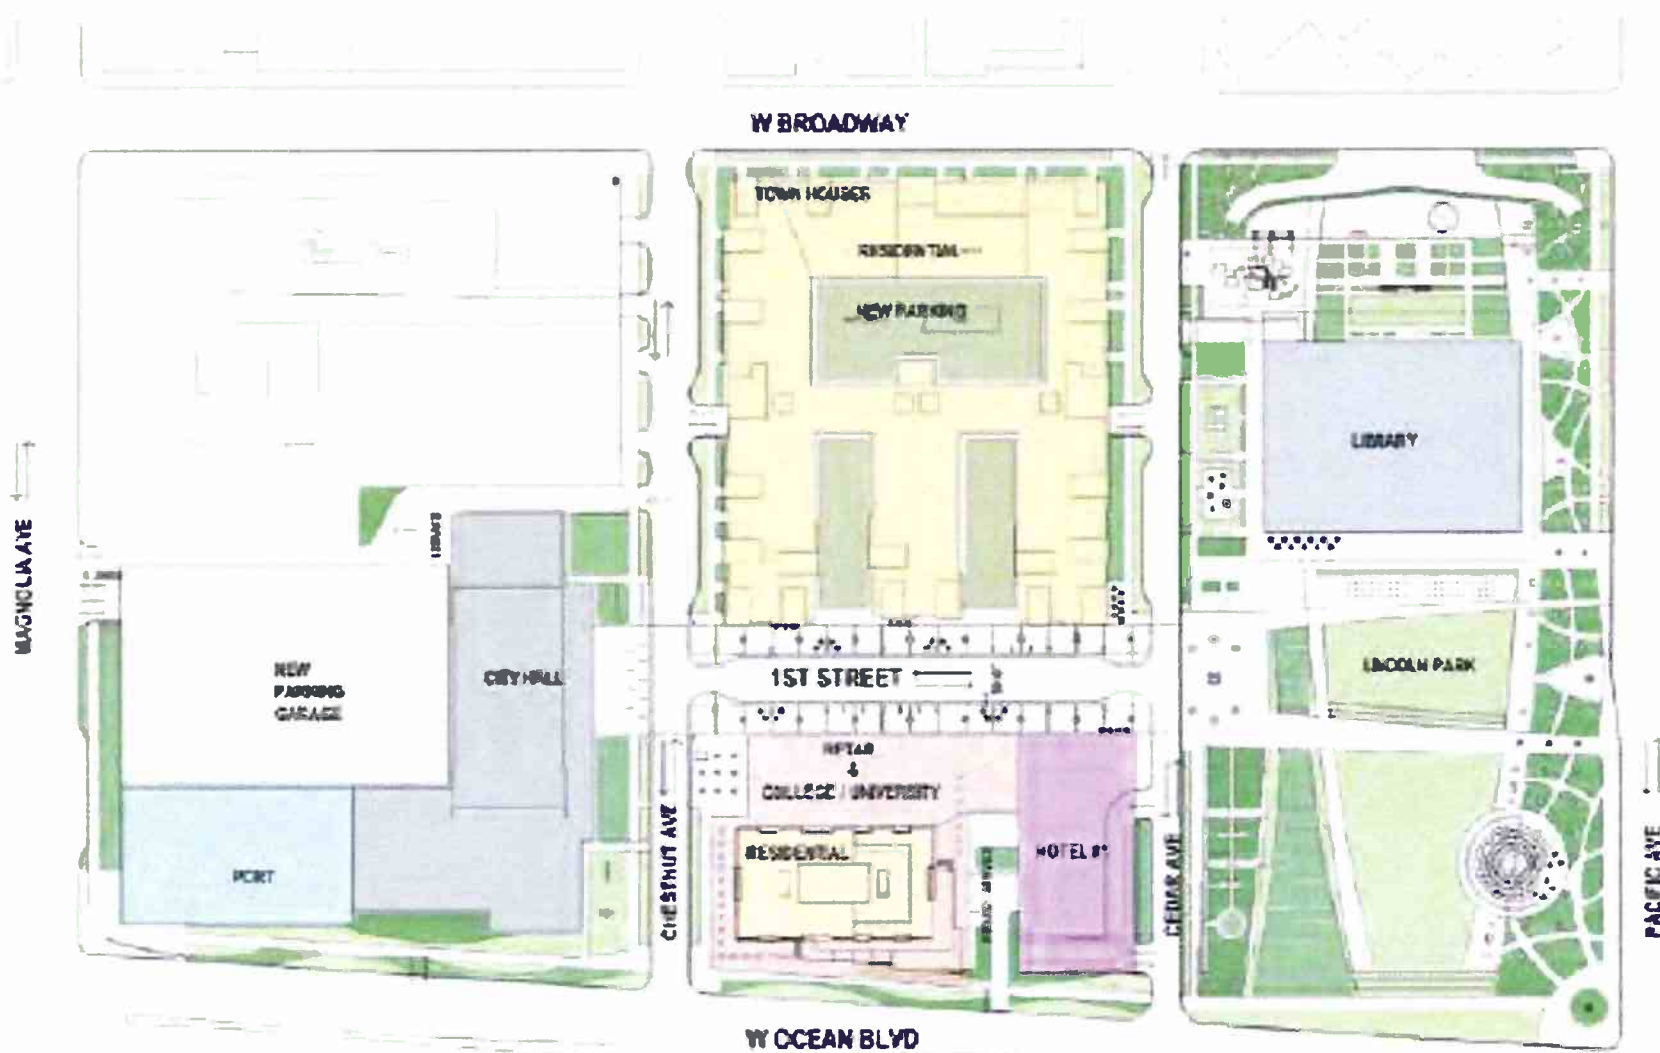 W BROADWAY
TOWN HOUSES
RESIDENTIAL
NEW PARKING
LIBRARY
MAGNOLIA AVE
NEW
PARKING
GARAGE
CITY HALL
1ST STREET
LINCOLN PARK
RETAIL
&
COLLEGE / UNIVERSITY
RESIDENTIAL
HOTEL
PORT
CHESTNUT AVE
CEDAR AVE
PACIFIC AVE
W OCEAN BLVD